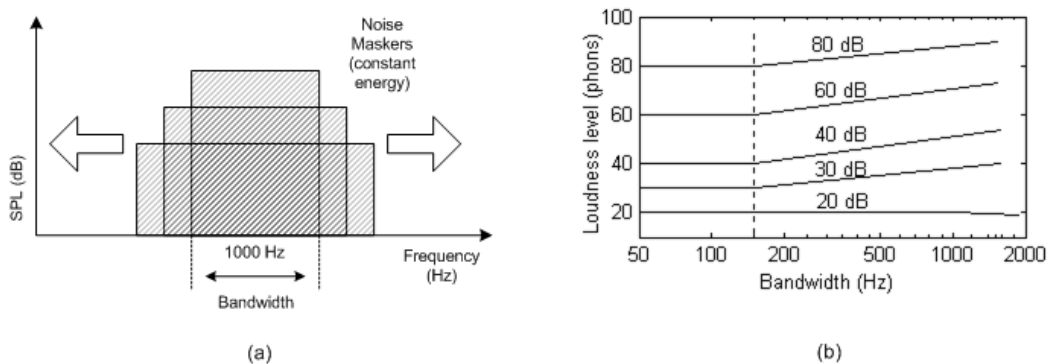 Noise
Maskers
(constant
energy)
SPL (dB)
1000 Hz
Bandwidth
Frequency
(Hz)
(a)
(b)
Loudness level (phons)
100
80
60
40
20
80 dB
60 dB
40 dB
30 dB
20 dB
50
100
200
500
1000
2000
Bandwidth (Hz)